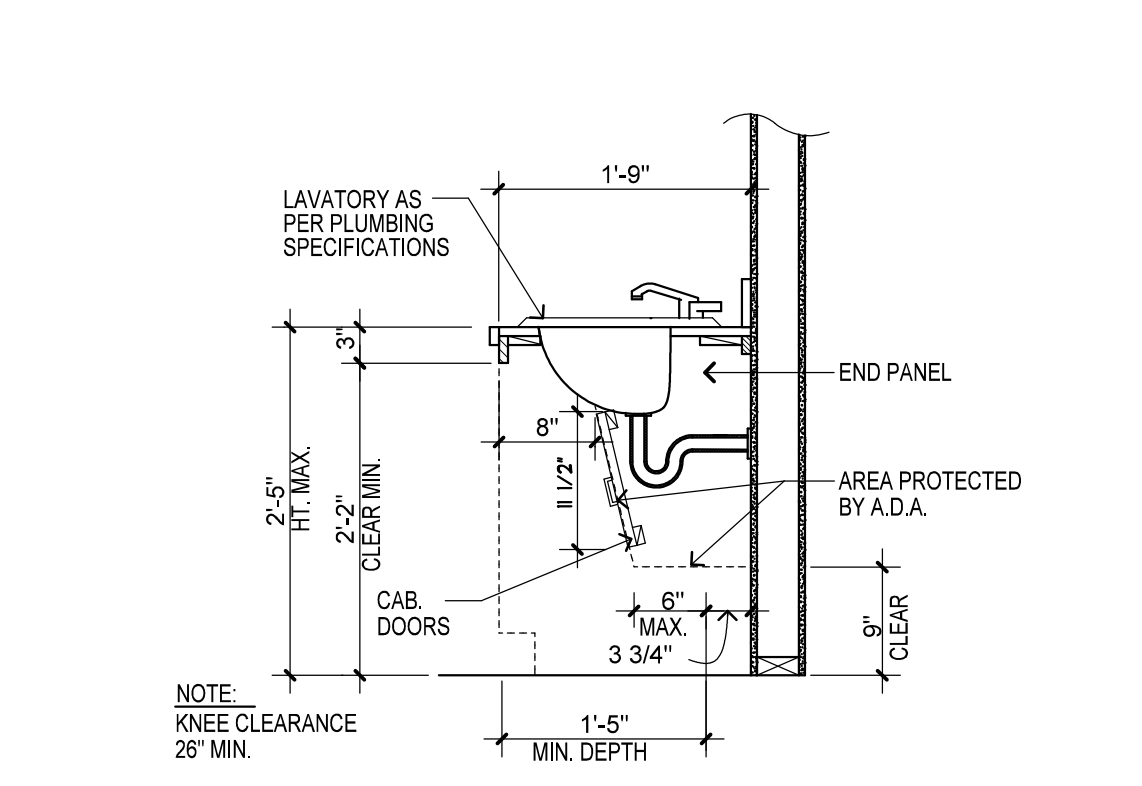 1'-9"
LAVATORY AS
PER PLUMBING
SPECIFICATIONS
3"
END PANEL
8"
11 1/2"
2'-5"
HT. MAX.
2'-2"
CLEAR MIN.
AREA PROTECTED
BY A.D.A.
CAB.
DOORS
6"
MAX.
3 3/4"
9"
CLEAR
NOTE:
KNEE CLEARANCE
26" MIN.
1'-5"
MIN. DEPTH